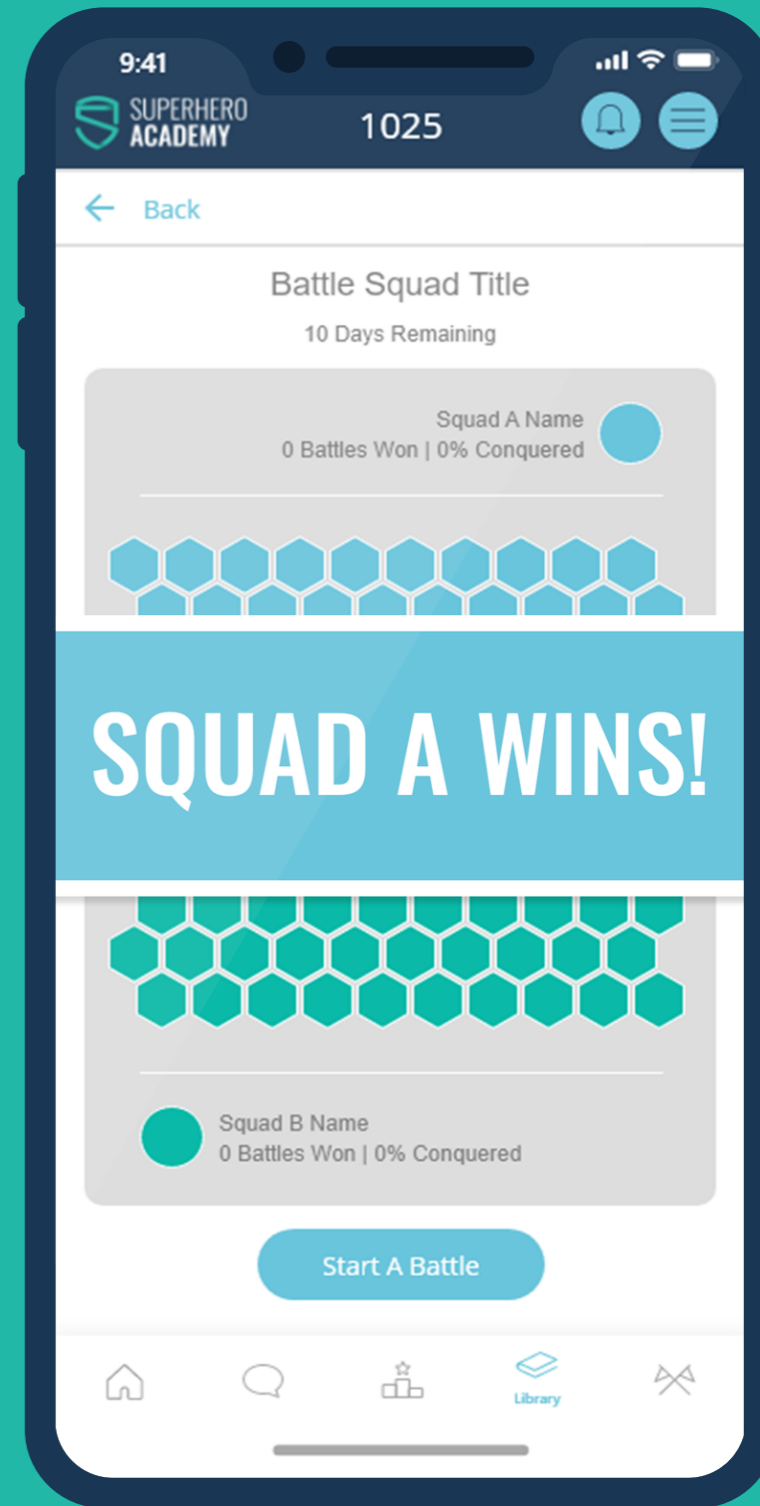 9:41
SUPERHERO
ACADEMY
1025
Back
Battle Squad Title
10 Days Remaining
Squad A Name
0 Battles Won | 0% Conquered
SQUAD A WINS!
Squad B Name
0 Battles Won | 0% Conquered
Start A Battle
Library